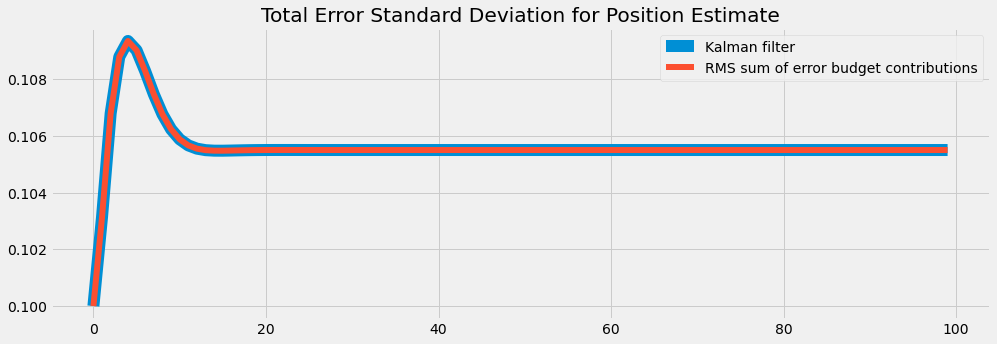 Total Error Standard Deviation for Position Estimate
Kalman filter
RMS sum of error budget contributions
0.108
0.106
0.104
0.102
0.100
0 20 40 60 80 100